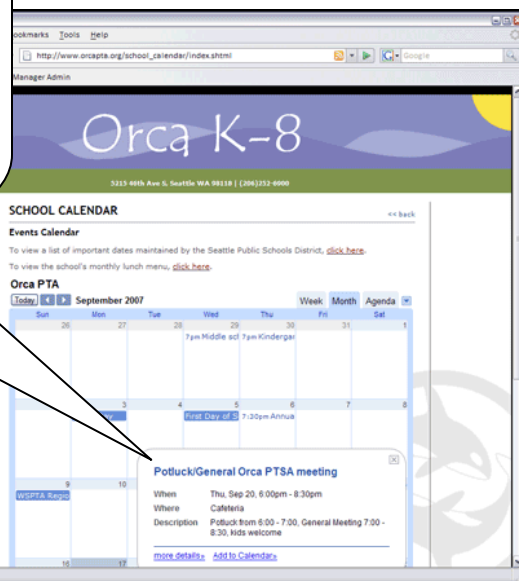 ookmarks Tools Help
http://www.orcapta.org/school_calendar/index.shtml
Google
Manager Admin
Orca K-8
5215 46th Ave S. Seattle WA 98118 | (206)252-6900
SCHOOL CALENDAR
<< back
Events Calendar
To view a list of important dates maintained by the Seattle Public Schools District, click here.
To view the school's monthly lunch menu, click here.
Orca PTA
Today September 2007 Week Month Agenda
Sun Mon Tue Wed Thu Fri Sat
26 27 28 29 30 31 1
7pm Middle scl 7pm Kindergar
3 4 5 6 7 8
First Day of S 7:30pm Annua
9 10
WSPTA Regio
Potluck/General Orca PTSA meeting
When Thu, Sep 20, 6:00pm - 8:30pm
Where Cafeteria
Description Potluck from 6:00 - 7:00, General Meeting 7:00 -
8:30, kids welcome
more details» Add to Calendar»
16 17